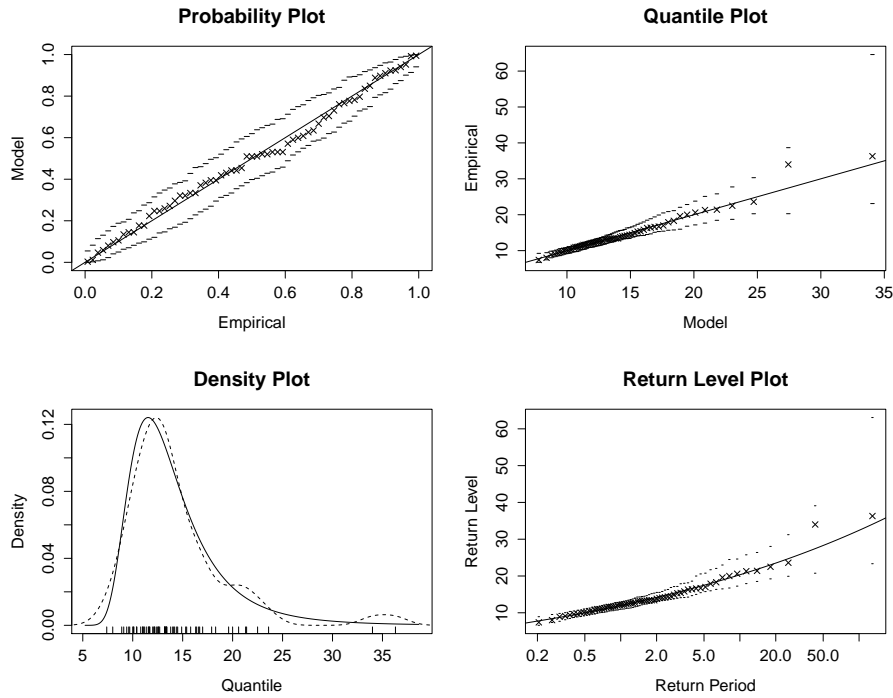 Probability Plot
Model
0.0 0.2 0.4 0.6 0.8 1.0
0.0 0.2 0.4 0.6 0.8 1.0
Empirical
Quantile Plot
Empirical
10 20 30 40 50 60
10 15 20 25 30 35
Model
Density Plot
Density
0.00 0.04 0.08 0.12
5 10 15 20 25 30 35
Quantile
Return Level Plot
Return Level
10 20 30 40 50 60
0.2 0.5 2.0 5.0 20.0 50.0
Return Period